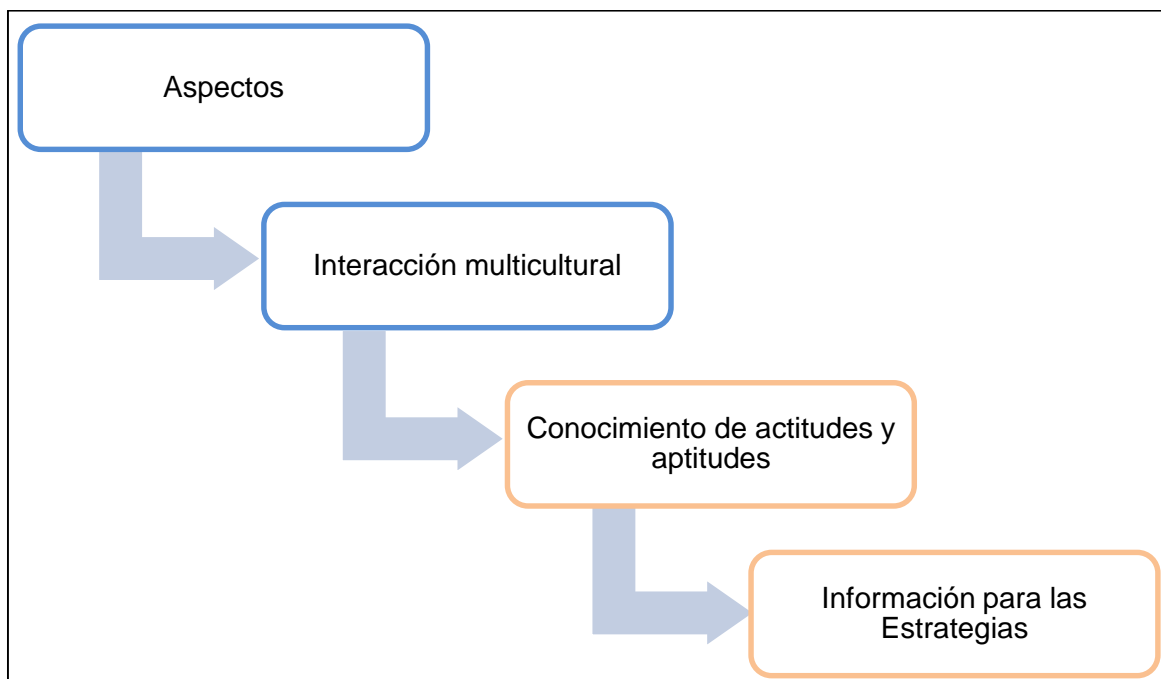 Aspectos
Interacción multicultural
Conocimiento de actitudes y
aptitudes
Información para las
Estrategias